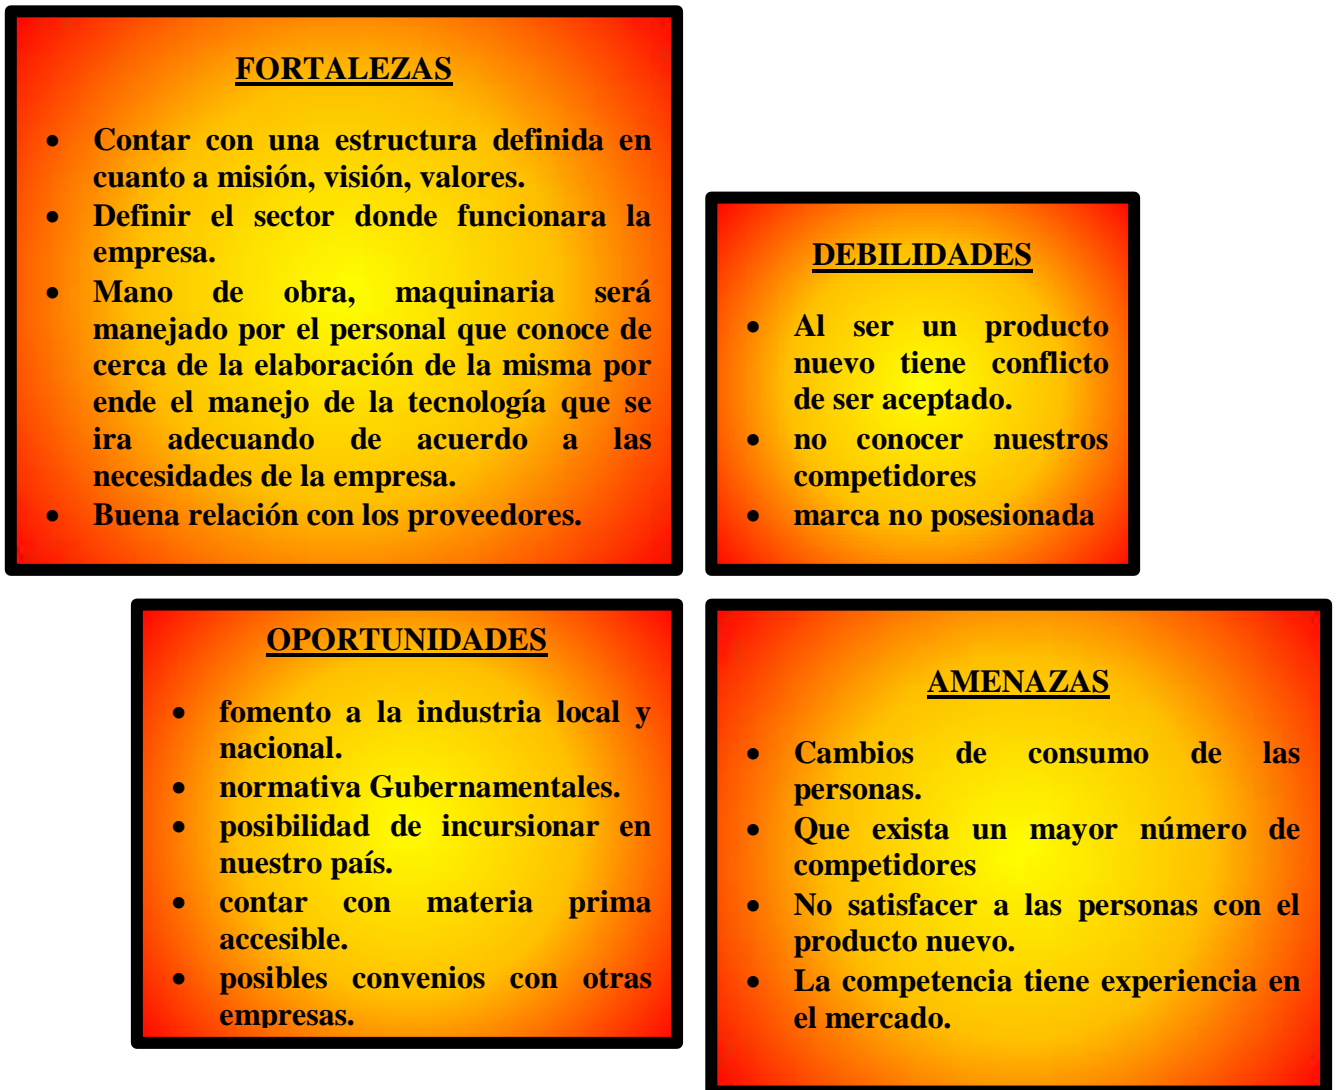 FORTALEZAS
• Contar con una estructura definida en
cuanto a misión, visión, valores.
• Definir el sector donde funcionara la
empresa.
• Mano de obra, maquinaria será
manejado por el personal que conoce de
cerca de la elaboración de la misma por
ende el manejo de la tecnología que se
ira adecuando de acuerdo a las
necesidades de la empresa.
• Buena relación con los proveedores.
DEBILIDADES
• Al ser un producto
nuevo tiene conflicto
de ser aceptado.
• no conocer nuestros
competidores
• marca no posesionada
OPORTUNIDADES
• fomento a la industria local y
nacional.
• normativa Gubernamentales.
• posibilidad de incursionar en
nuestro país.
• contar con materia prima
accesible.
• posibles convenios con otras
empresas.
AMENAZAS
• Cambios de consumo de las
personas.
• Que exista un mayor número de
competidores
• No satisfacer a las personas con el
producto nuevo.
• La competencia tiene experiencia en
el mercado.